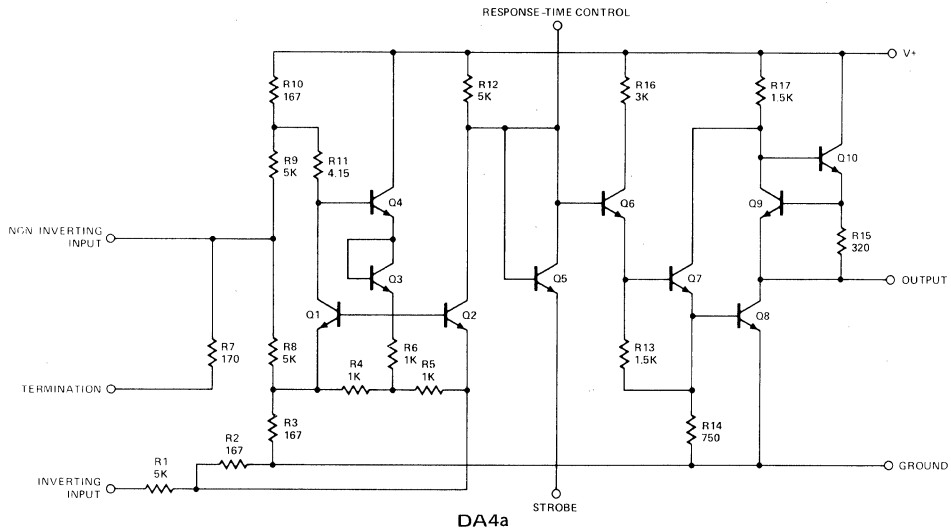 RESPONSE-TIME CONTROL
V+
R10
167
R12
5K
R16
3K
R17
1.5K
R9
5K
R11
4.15
Q10
Q4
Q6
Q9
NON INVERTING
INPUT
R15
320
Q3
Q5
Q7
OUTPUT
Q1
Q2
Q8
R7
170
R8
5K
R6
1K
R13
1.5K
R4
1K
R5
1K
TERMINATION
R3
167
R14
750
R2
167
R1
5K
GROUND
INVERTING
INPUT
STROBE
DA4a